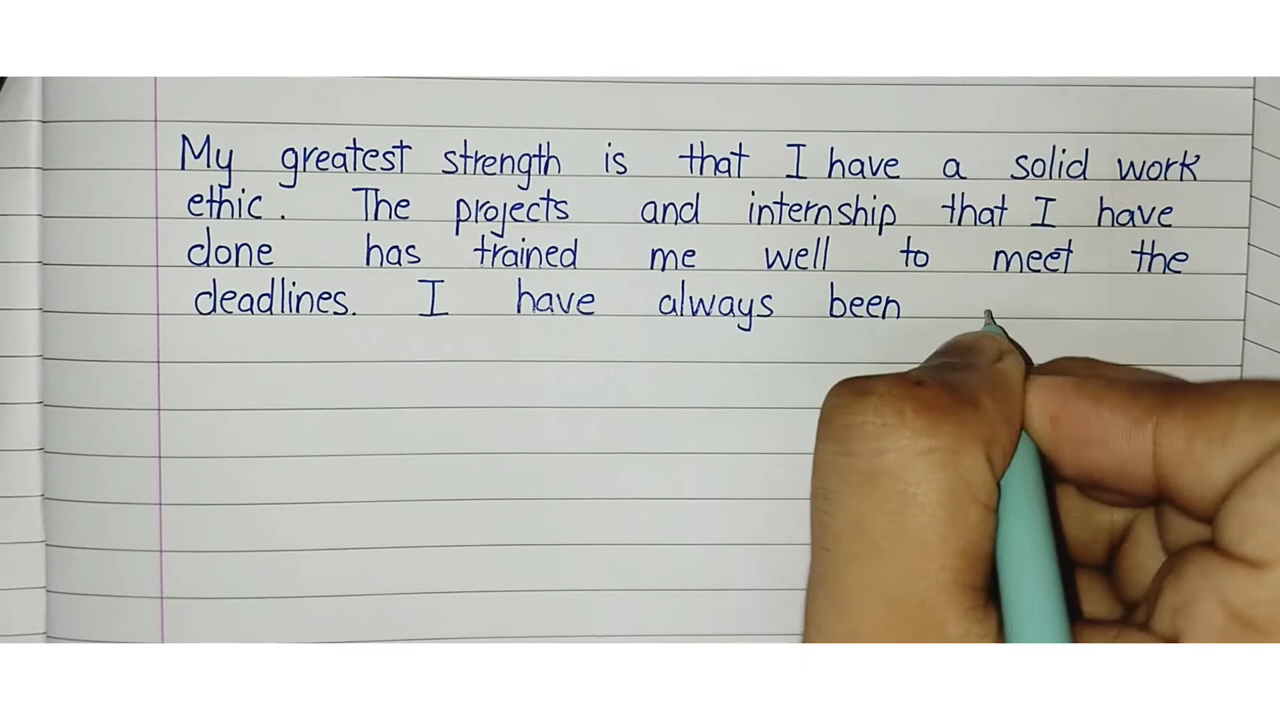 My greatest strength is that I have a solid work
ethic. The projects and internship that I have
done has trained me well to meet the
deadlines. I have always been